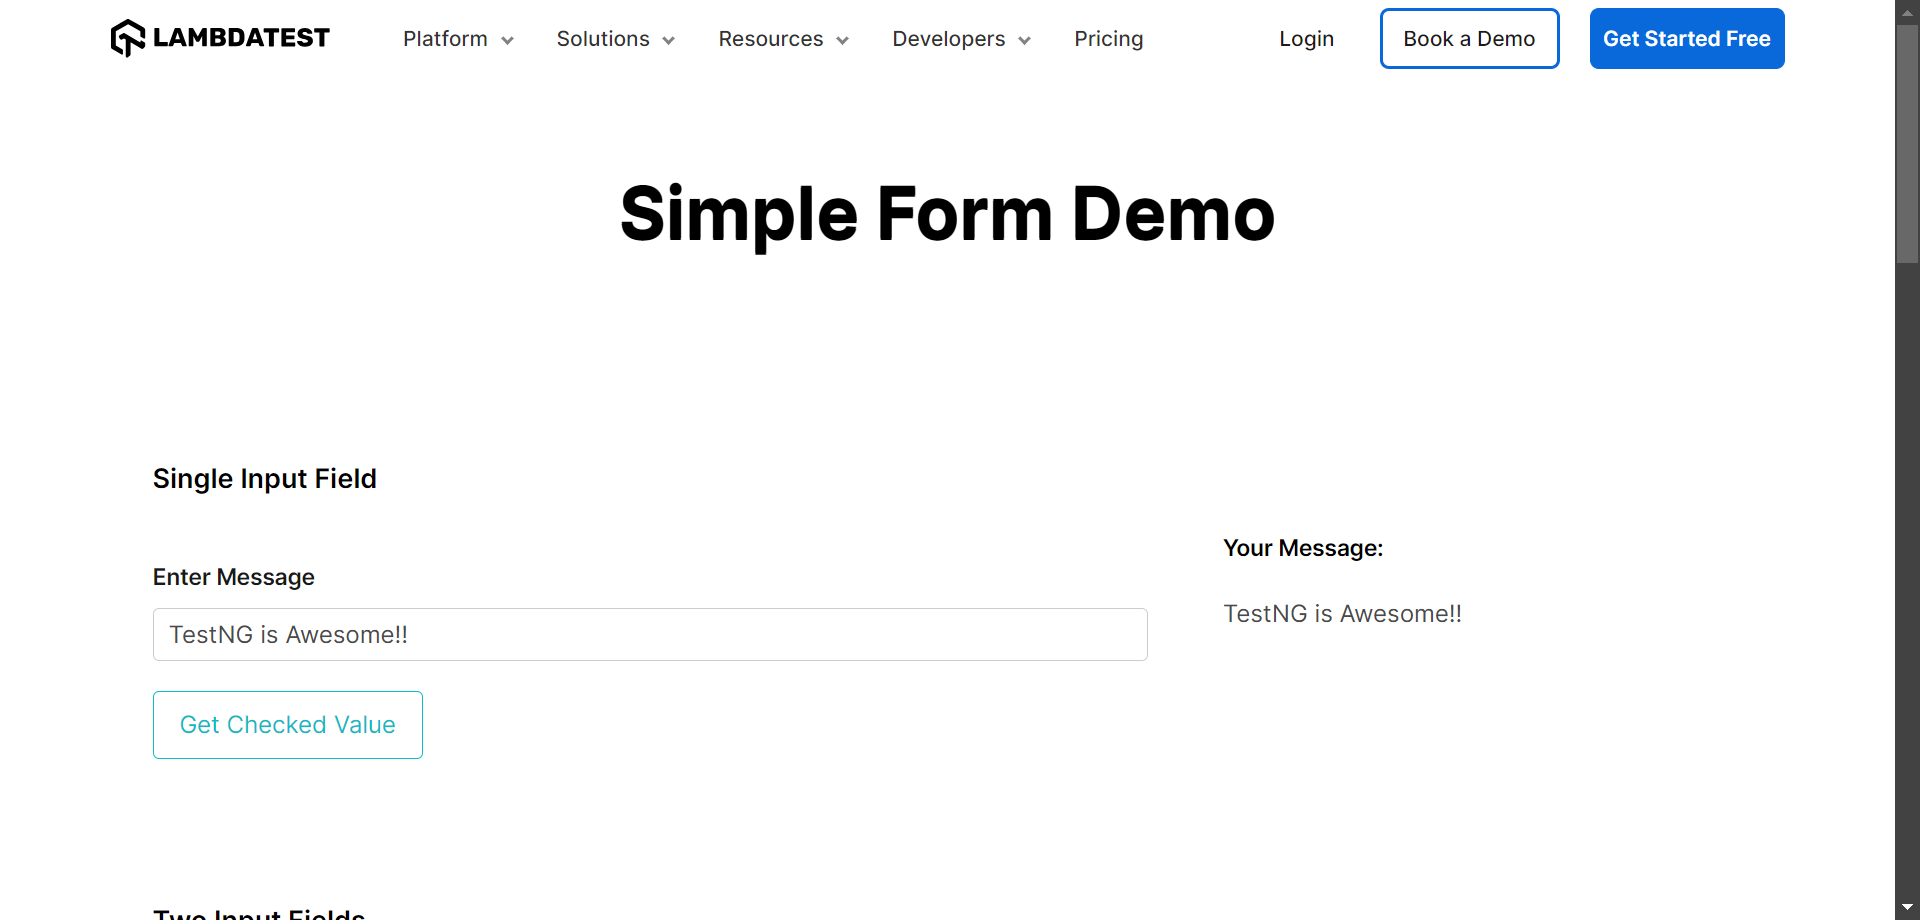 LAMBDATEST Platform Solutions Resources Developers Pricing Login Book a Demo Get Started Free
Simple Form Demo
Single Input Field
Enter Message
TestNG is Awesome!!
Get Checked Value
Your Message:
TestNG is Awesome!!
Two Input Fields